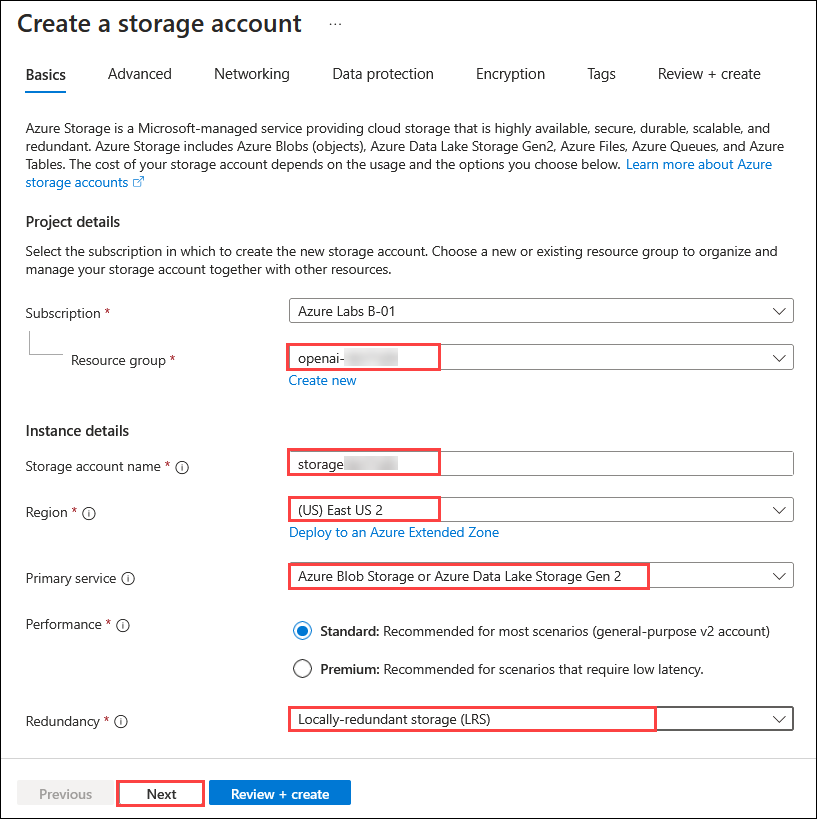 Create a storage account ...
Basics Advanced Networking Data protection Encryption Tags Review + create
Azure Storage is a Microsoft-managed service providing cloud storage that is highly available, secure, durable, scalable, and
redundant. Azure Storage includes Azure Blobs (objects), Azure Data Lake Storage Gen2, Azure Files, Azure Queues, and Azure
Tables. The cost of your storage account depends on the usage and the options you choose below. Learn more about Azure
storage accounts
Project details
Select the subscription in which to create the new storage account. Choose a new or existing resource group to organize and
manage your storage account together with other resources.
Subscription * Azure Labs B-01
Resource group * openai-
Create new
Instance details
Storage account name * storage
Region * (US) East US 2
Deploy to an Azure Extended Zone
Primary service Azure Blob Storage or Azure Data Lake Storage Gen 2
Performance * Standard: Recommended for most scenarios (general-purpose v2 account)
Premium: Recommended for scenarios that require low latency.
Redundancy * Locally-redundant storage (LRS)
Previous Next Review + create